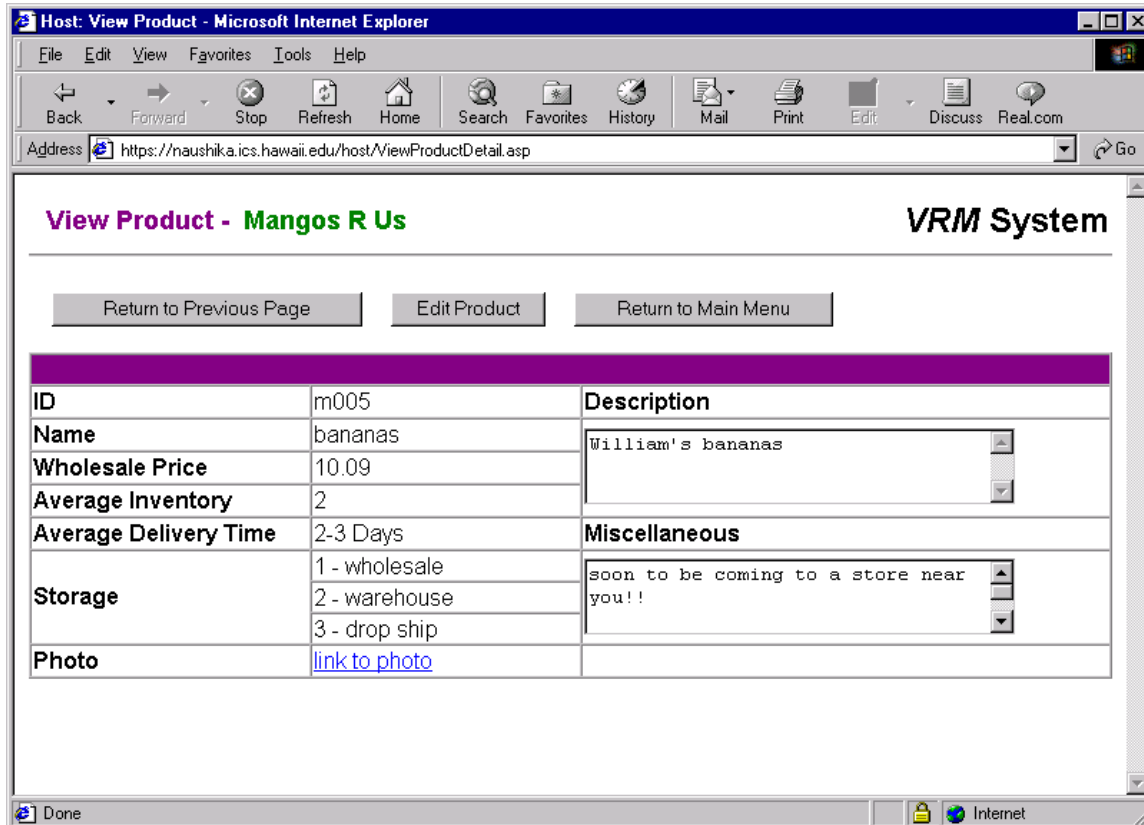 Host: View Product - Microsoft Internet Explorer
File Edit View Favorites Tools Help
Back Forward Stop Refresh Home Search Favorites History Mail Print Edit Discuss Real.com
Address https://naushika.ics.hawaii.edu/host/ViewProductDetail.asp Go
View Product - Mangos R Us VRM System
Return to Previous Page Edit Product Return to Main Menu
ID m005 Description
Name bananas William's bananas
Wholesale Price 10.09
Average Inventory 2
Average Delivery Time 2-3 Days Miscellaneous
Storage 1 - wholesale soon to be coming to a store near
2 - warehouse you!!
3 - drop ship
Photo link to photo
Done Internet